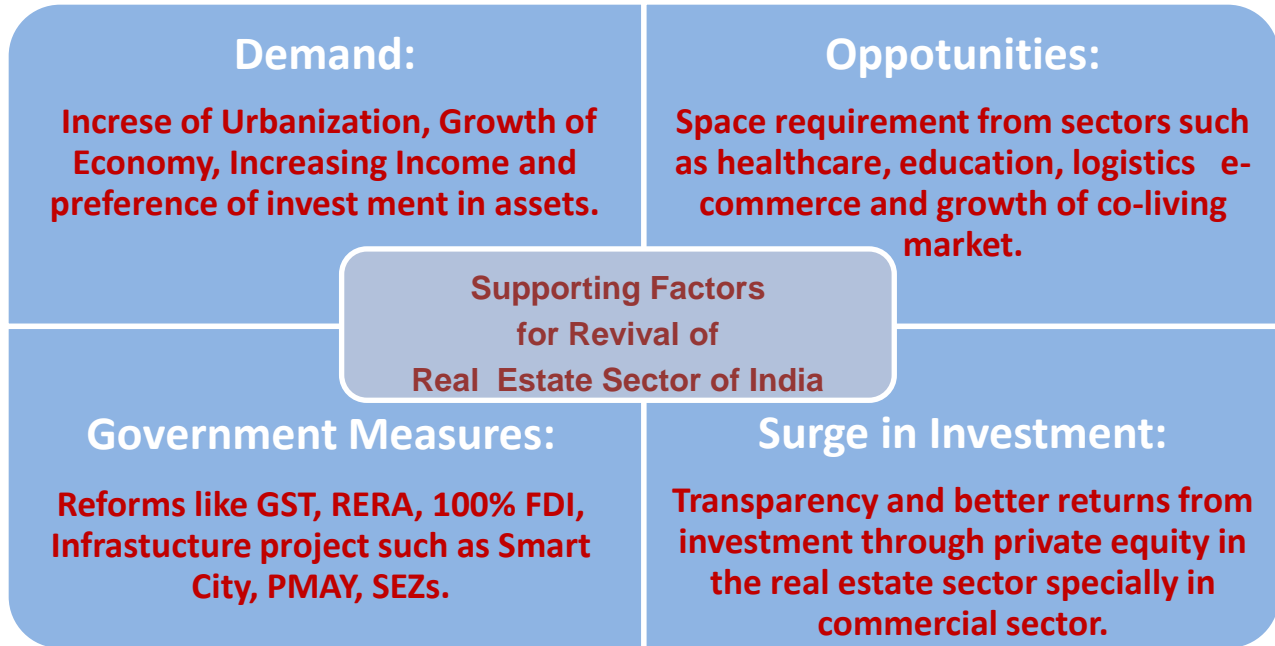 Demand:
Increse of Urbanization, Growth of
Economy, Increasing Income and
preference of invest ment in assets.
Oppotunities:
Space requirement from sectors such
as healthcare, education, logistics e-
commerce and growth of co-living
market.
Supporting Factors
for Revival of
Real Estate Sector of India
Government Measures:
Reforms like GST, RERA, 100% FDI,
Infrastucture project such as Smart
City, PMAY, SEZs.
Surge in Investment:
Transparency and better returns from
investment through private equity in
the real estate sector specially in
commercial sector.